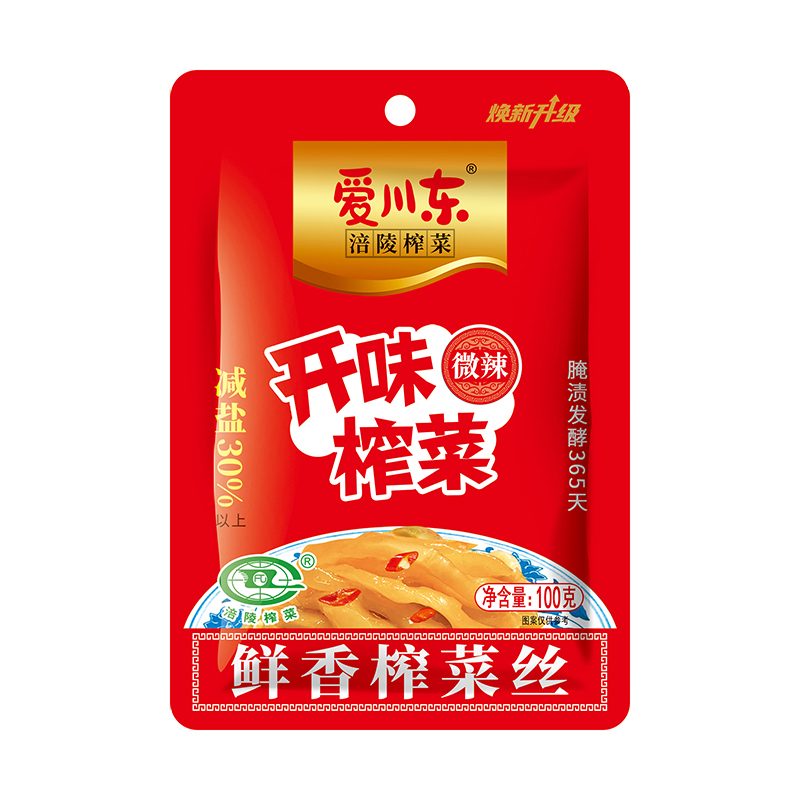 焕新升级
爱川东®
涪陵榨菜
开味
微辣
榨菜
减盐30%
以上
腌渍发酵365天
®
涪陵榨菜
净含量:100克
图案仅供参考
鲜香榨菜丝